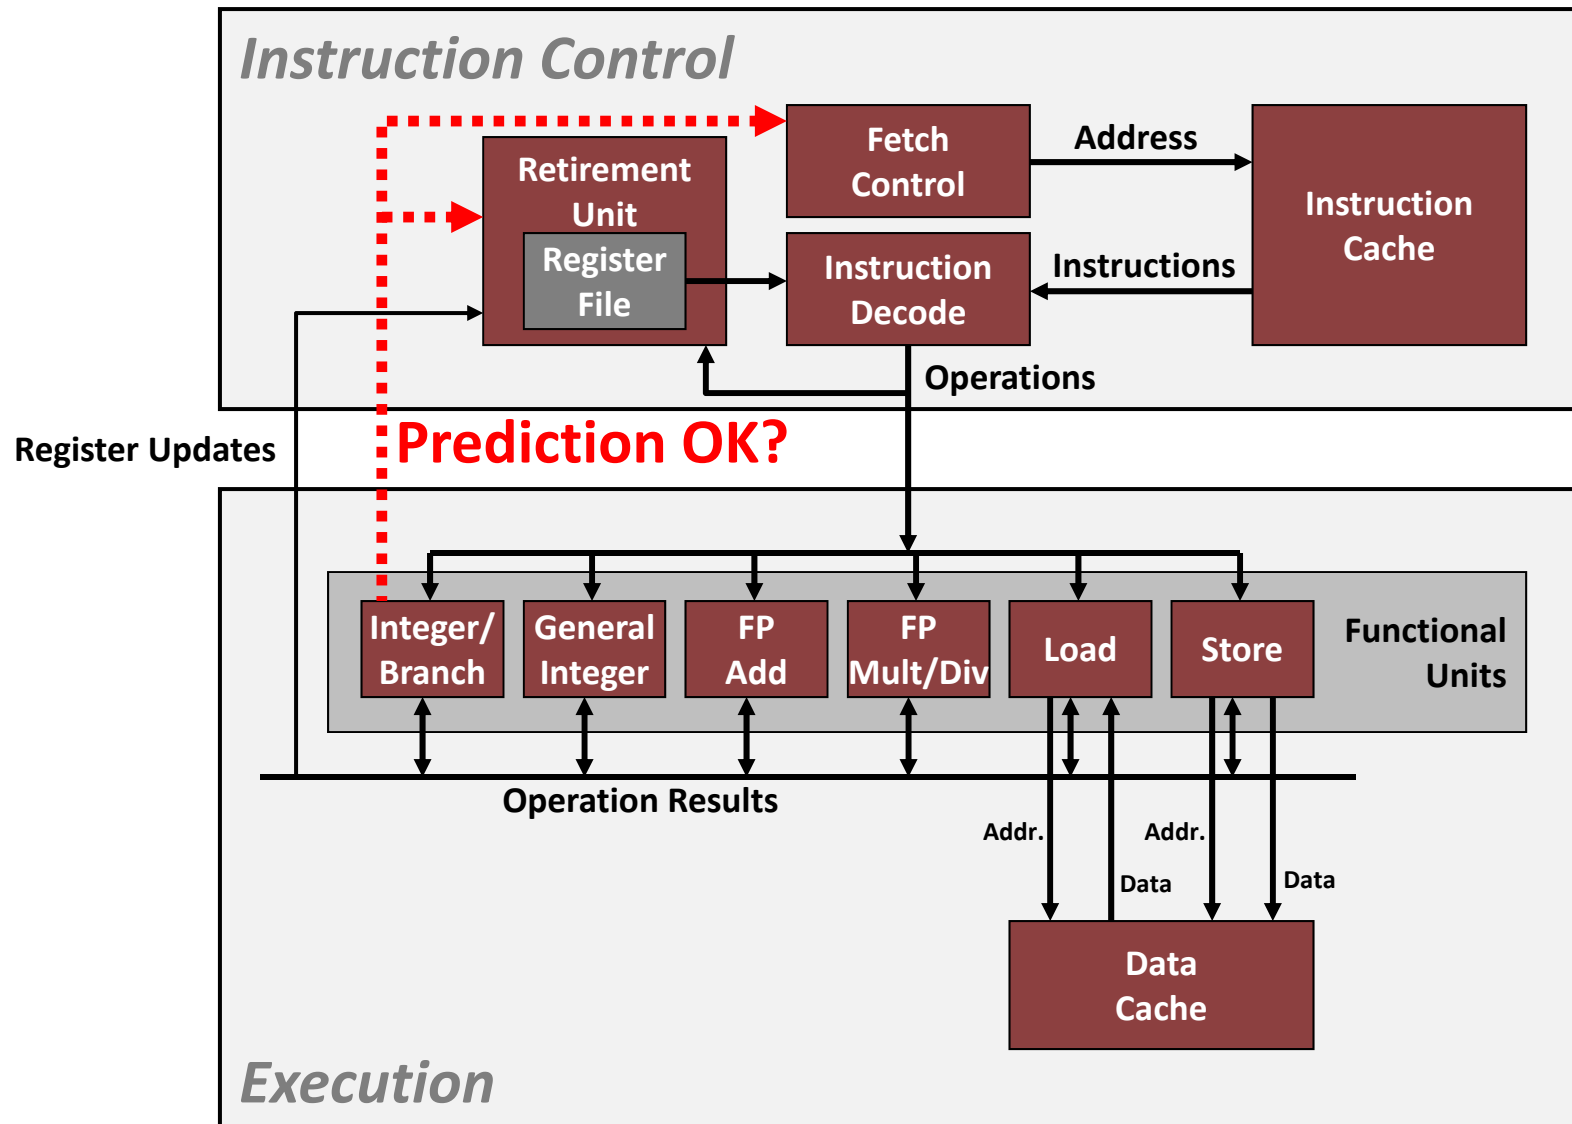 Instruction Control
Fetch
Control
Address
Instruction
Cache
Retirement
Unit
Register
File
Instruction
Decode
Instructions
Operations
Register Updates
Prediction OK?
Integer/
Branch
General
Integer
FP
Add
FP
Mult/Div
Load
Store
Functional
Units
Operation Results
Addr.
Addr.
Data
Data
Data
Cache
Execution